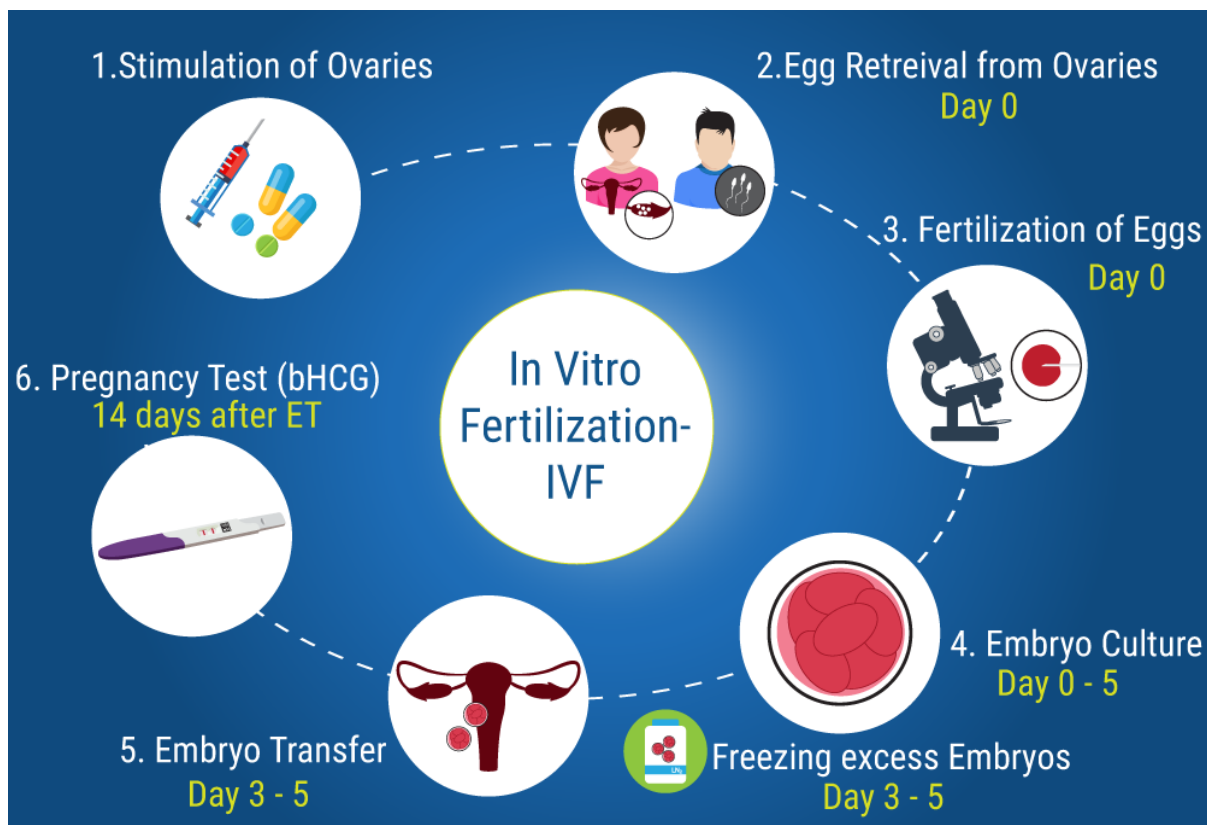 1.Stimulation of Ovaries
2.Egg Retreival from Ovaries
Day 0
3. Fertilization of Eggs
Day 0
In Vitro
Fertilization-
IVF
6. Pregnancy Test (bHCG)
14 days after ET
4. Embryo Culture
Day 0 - 5
5. Embryo Transfer
Day 3 - 5
LN₂
Freezing excess Embryos
Day 3 - 5